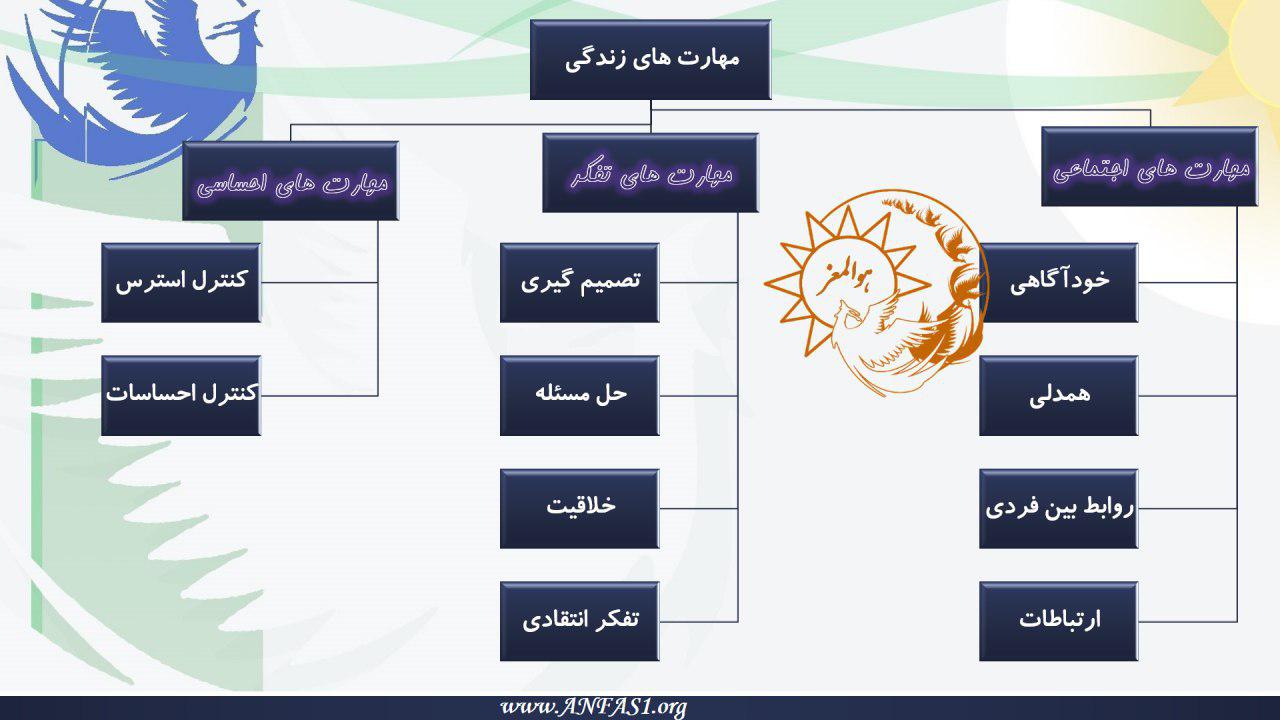 مهارت های زندگی
مهارت های اجتماعی
مهارت های تفکر
مهارت های احساسی
خودآگاهی
همدلی
روابط بین فردی
ارتباطات
تصمیم گیری
حل مسئله
خلاقیت
تفکر انتقادی
کنترل استرس
کنترل احساسات
هوالمغز
www.ANFAS1.org